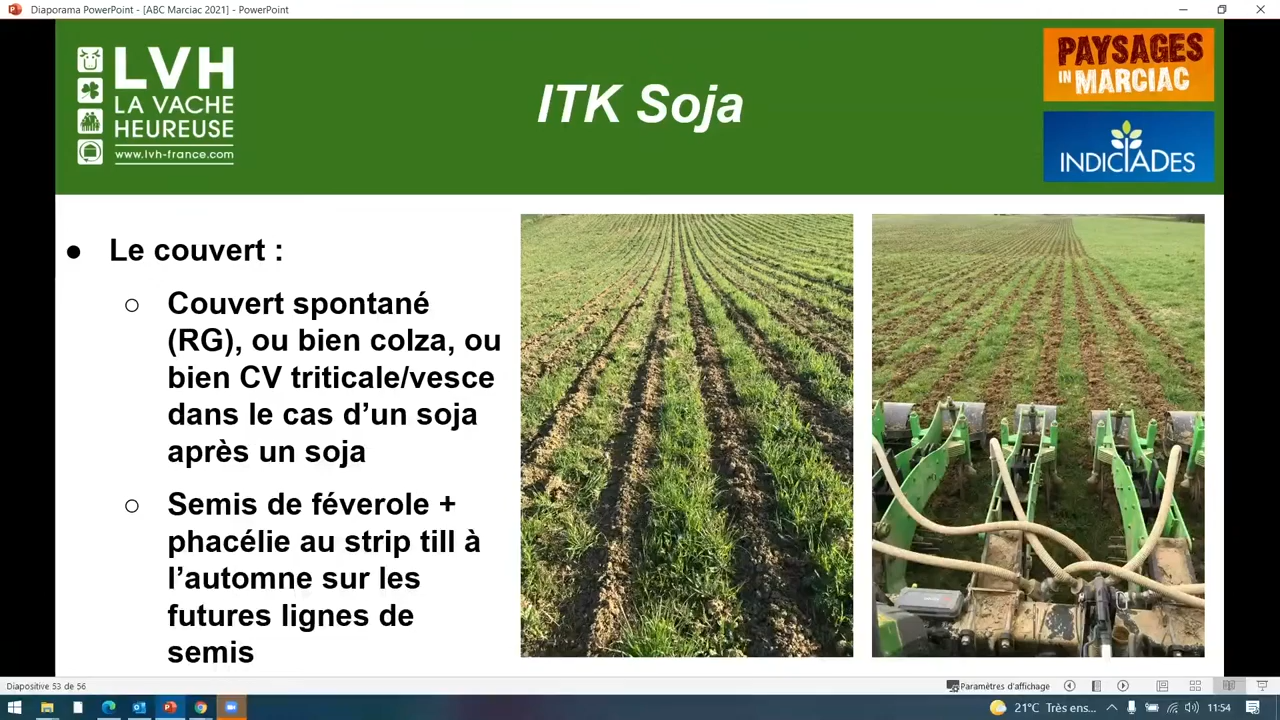 Diaporama PowerPoint - [ABC Marciac 2021] - PowerPoint
LVH
LA VACHE
HEUREUSE
www.lvh-france.com
ITK Soja
PAYSAGES
IN MARCIAC
INDICIADES
● Le couvert :
○ Couvert spontané
(RG), ou bien colza, ou
bien CV triticale/vesce
dans le cas d’un soja
après un soja
○ Semis de féverole +
phacélie au strip till à
l’automne sur les
futures lignes de
semis
Diapositive 53 de 56
Paramètres d'affichage
21°C Très ens...
11:54